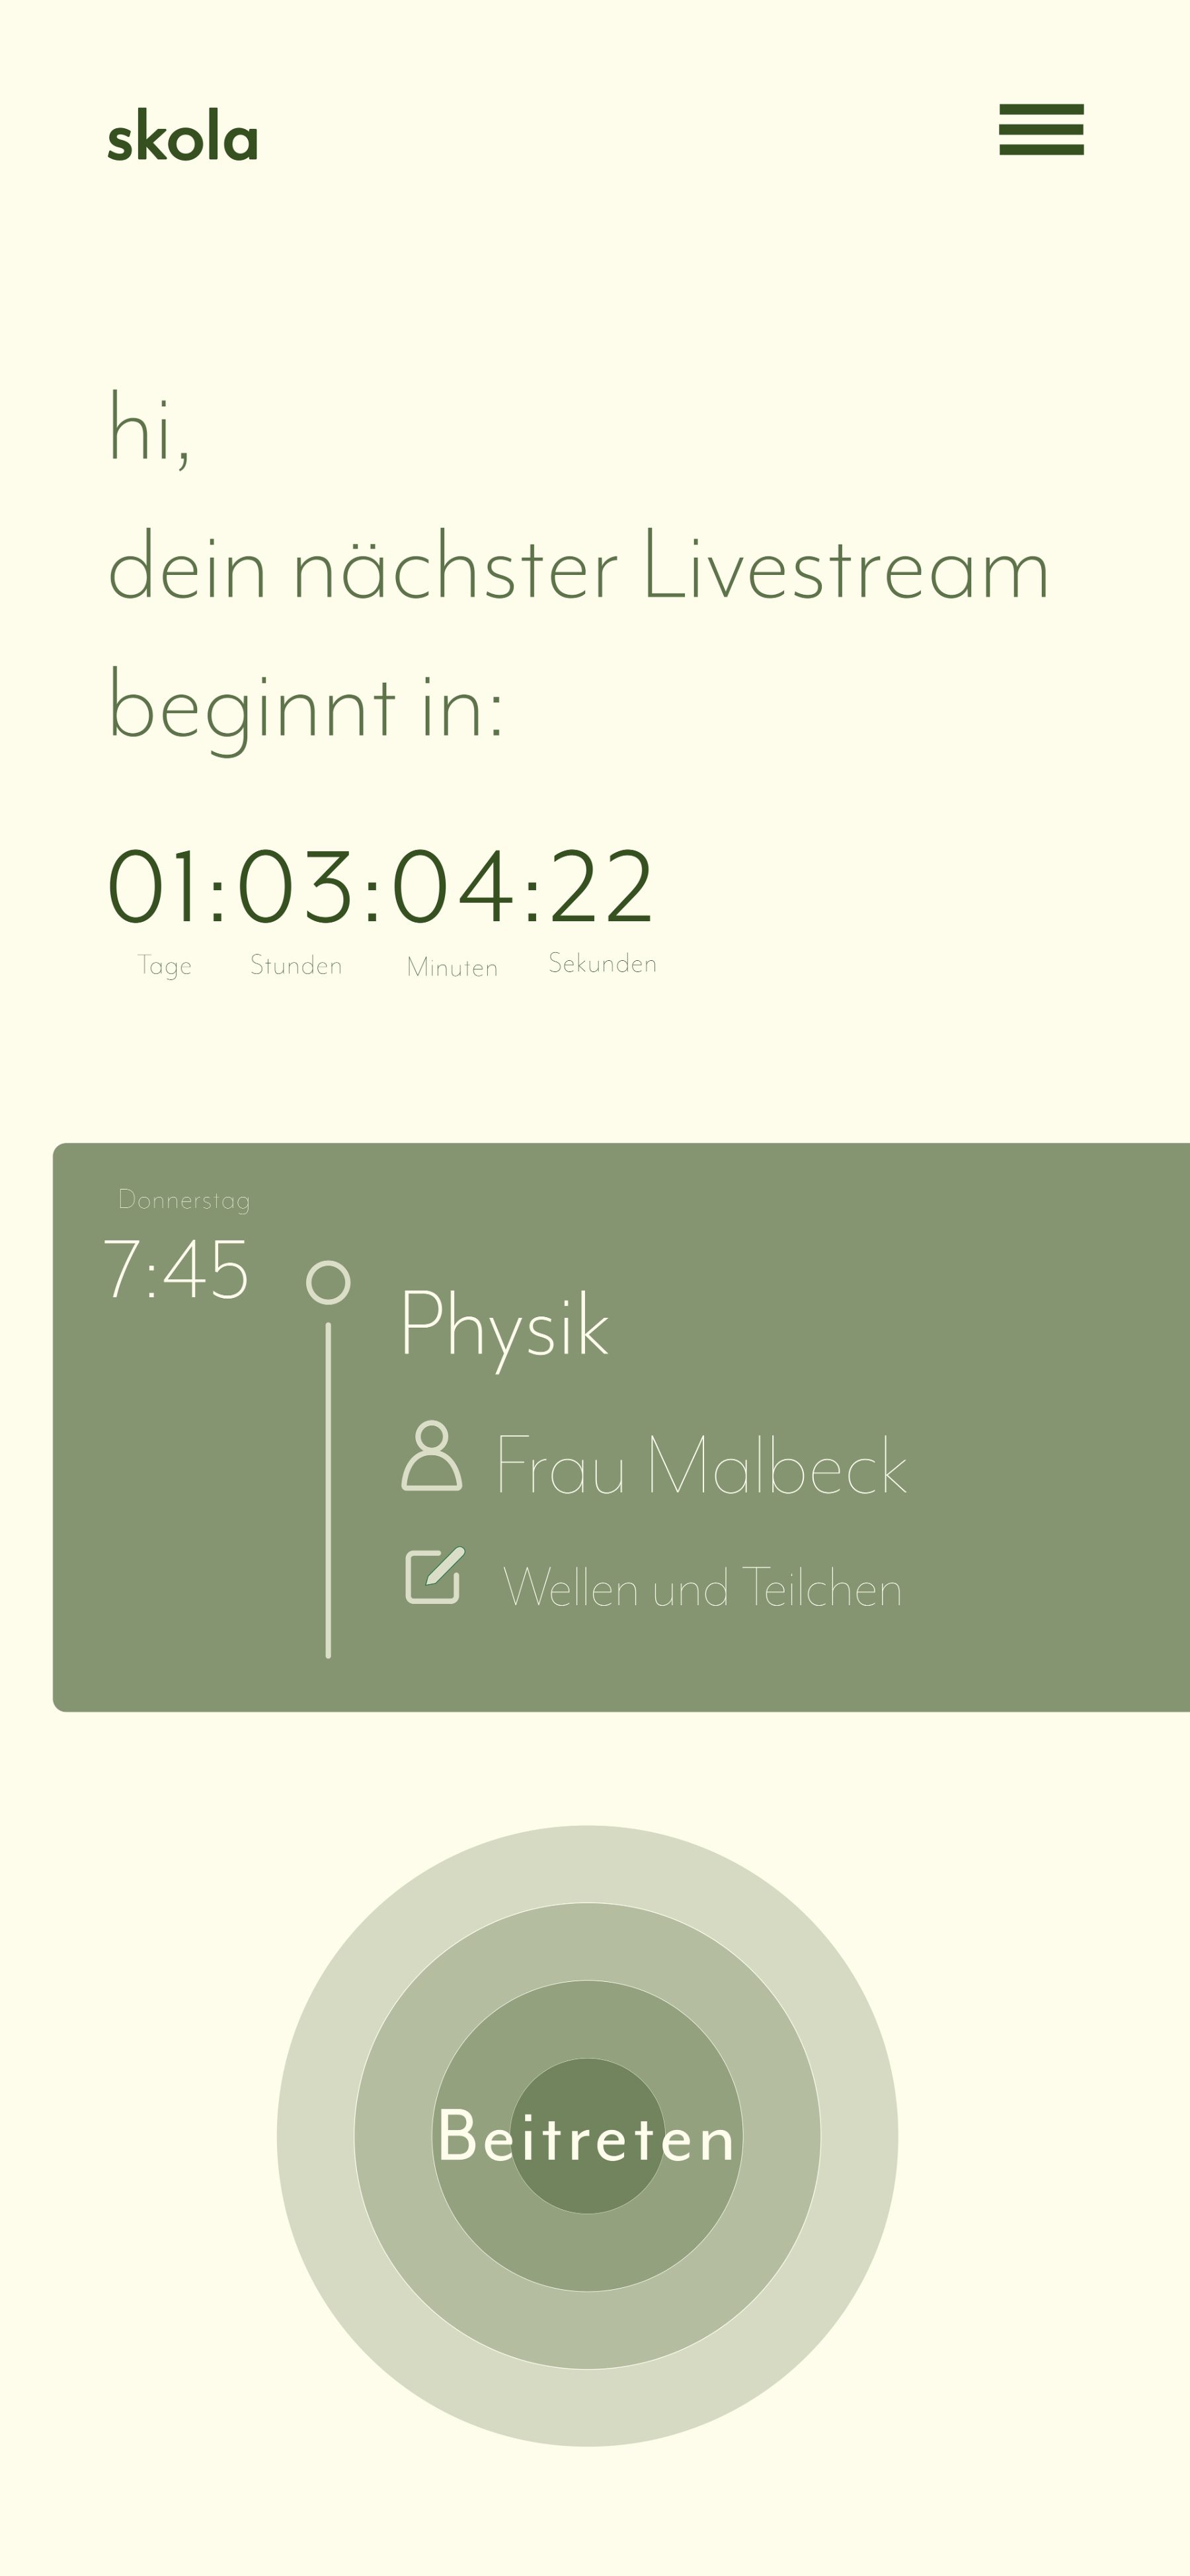 skola
hi,
dein nächster Livestream
beginnt in:
01:03:04:22
Tage Stunden Minuten Sekunden
Donnerstag
7:45
Physik
Frau Malbeck
Wellen und Teilchen
Beitreten